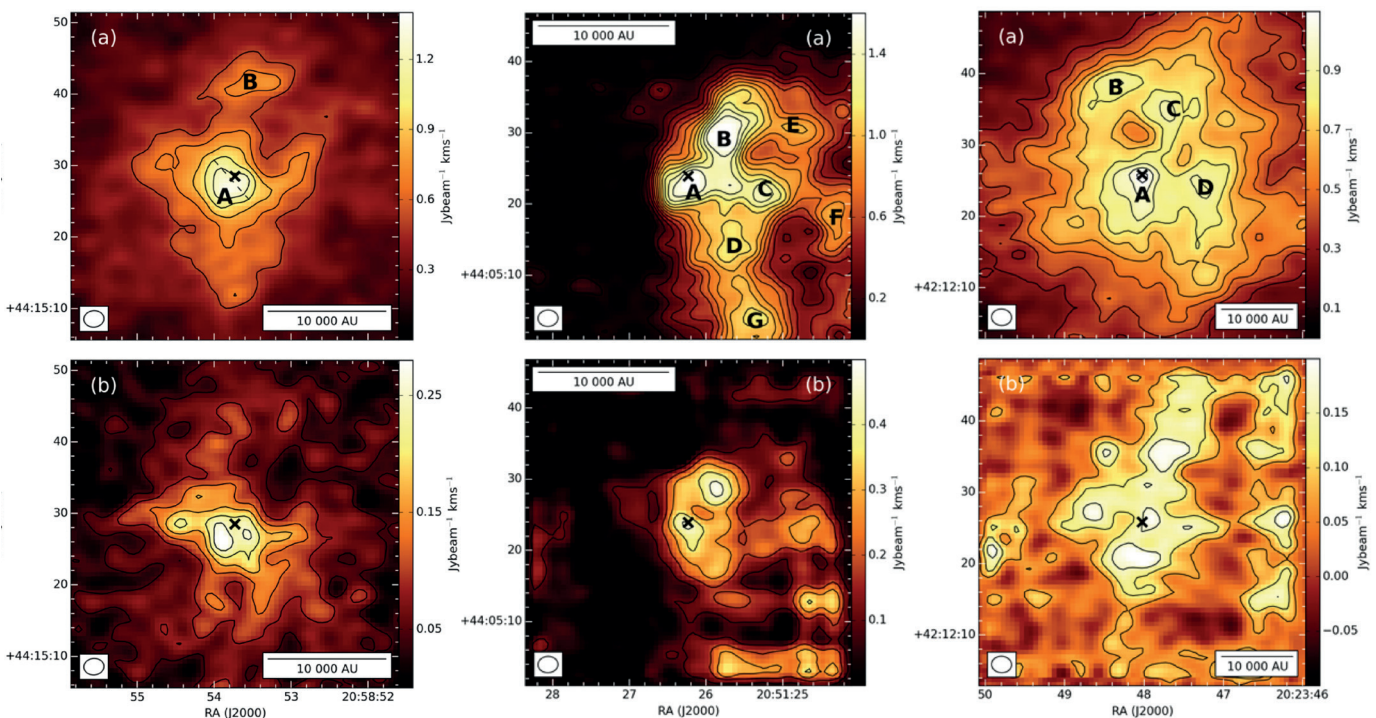 (a)
B
A
50
40
30
20
+44:15:10
10 000 AU
1.2
0.9
0.6
0.3
Jybeam⁻¹ kms⁻¹
10 000 AU
(a)
B
E
A
C
F
D
G
40
30
20
+44:05:10
1.4
1.0
0.6
0.2
Jybeam⁻¹ kms⁻¹
(a)
B
C
A
D
40
30
20
+42:12:10
10 000 AU
0.9
0.7
0.5
0.3
0.1
Jybeam⁻¹ kms⁻¹
(b)
50
40
30
20
+44:15:10
10 000 AU
55
54
53
20:58:52
RA (J2000)
0.25
0.15
0.05
Jybeam⁻¹ kms⁻¹
10 000 AU
(b)
40
30
20
+44:05:10
28
27
26
20:51:25
RA (J2000)
0.4
0.3
0.2
0.1
Jybeam⁻¹ kms⁻¹
(b)
40
30
20
+42:12:10
10 000 AU
50
49
48
47
20:23:46
RA (J2000)
0.15
0.10
0.05
0.00
−0.05
Jybeam⁻¹ kms⁻¹